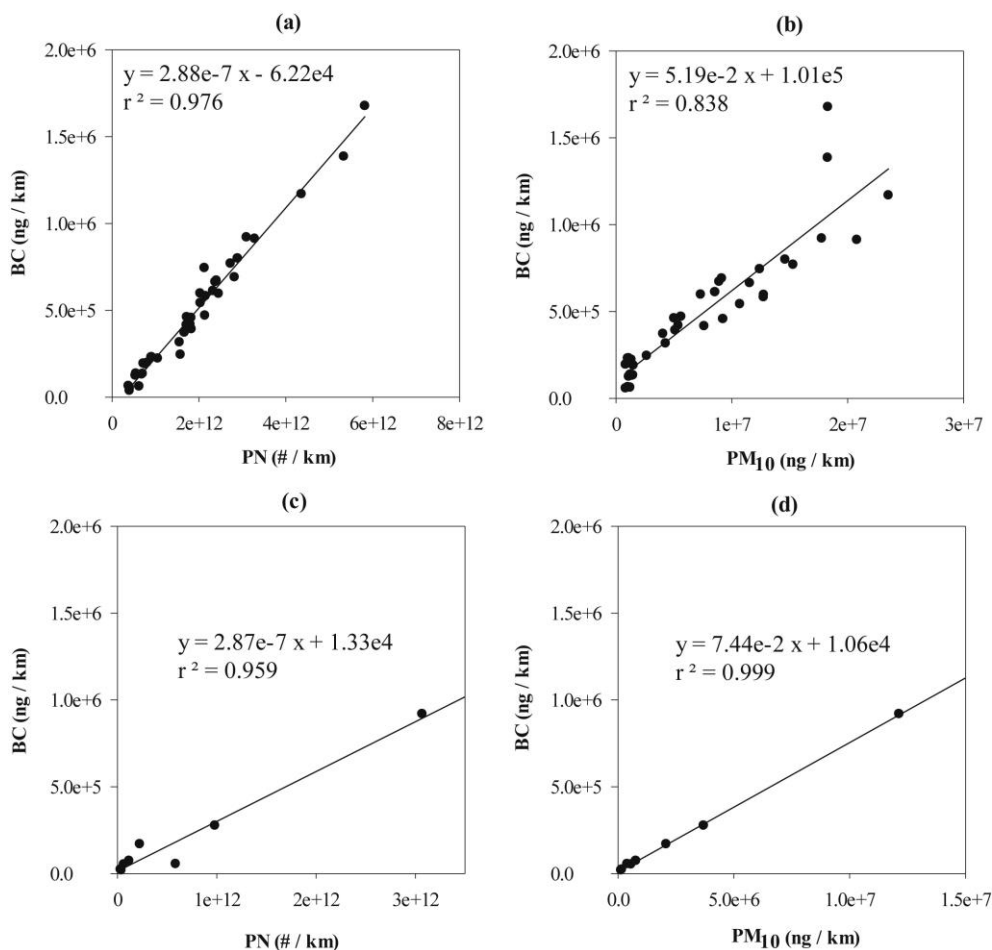 (a)
2.0e+6
y = 2.88e-7 x - 6.22e4
r ² = 0.976
1.5e+6
1.0e+6
5.0e+5
0.0
BC (ng / km)
0
2e+12
4e+12
6e+12
8e+12
PN (# / km)
(b)
2.0e+6
y = 5.19e-2 x + 1.01e5
r ² = 0.838
1.5e+6
1.0e+6
5.0e+5
0.0
BC (ng / km)
0
1e+7
2e+7
3e+7
PM10 (ng / km)
(c)
2.0e+6
1.5e+6
y = 2.87e-7 x + 1.33e4
r ² = 0.959
1.0e+6
5.0e+5
0.0
BC (ng / km)
0
1e+12
2e+12
3e+12
PN (# / km)
(d)
2.0e+6
1.5e+6
y = 7.44e-2 x + 1.06e4
r ² = 0.999
1.0e+6
5.0e+5
0.0
BC (ng / km)
0.0
5.0e+6
1.0e+7
1.5e+7
PM10 (ng / km)